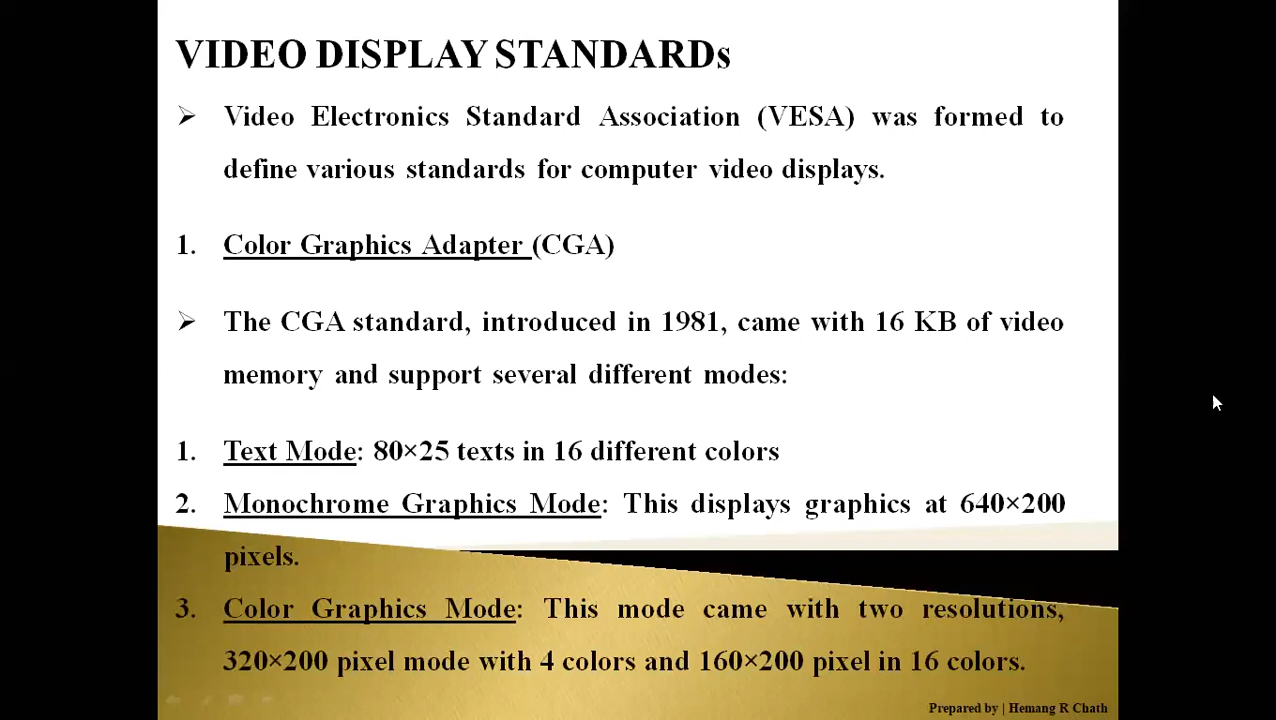 VIDEO DISPLAY STANDARDs
➢ Video Electronics Standard Association (VESA) was formed to
define various standards for computer video displays.
1. Color Graphics Adapter (CGA)
➢ The CGA standard, introduced in 1981, came with 16 KB of video
memory and support several different modes:
1. Text Mode: 80×25 texts in 16 different colors
2. Monochrome Graphics Mode: This displays graphics at 640×200
pixels.
3. Color Graphics Mode: This mode came with two resolutions,
320×200 pixel mode with 4 colors and 160×200 pixel in 16 colors.
Prepared by | Hemang R Chath